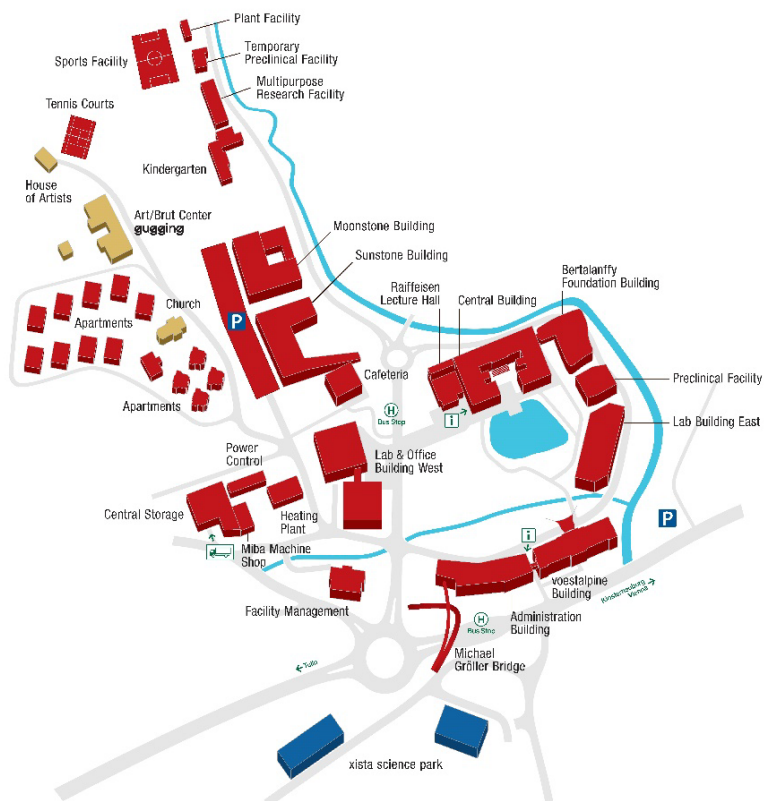 Plant Facility
Sports Facility
Temporary
Preclinical Facility
Multipurpose
Research Facility
Tennis Courts
Kindergarten
House
of Artists
Art/Brut Center
gugging
Moonstone Building
Sunstone Building
Bertalanffy
Foundation Building
Raiffeisen
Lecture Hall
Central Building
Church
Apartments
P
Cafeteria
Preclinical Facility
Apartments
H
Bus Stop
i
Lab Building East
Power
Control
Lab & Office
Building West
Central Storage
Heating
Plant
P
i
Miba Machine
Shop
voestalpine
Building
Klosterneuburg
Vienna
Facility Management
H
Bus Stop
Administration
Building
Michael
Gröller Bridge
Tulln
xista science park